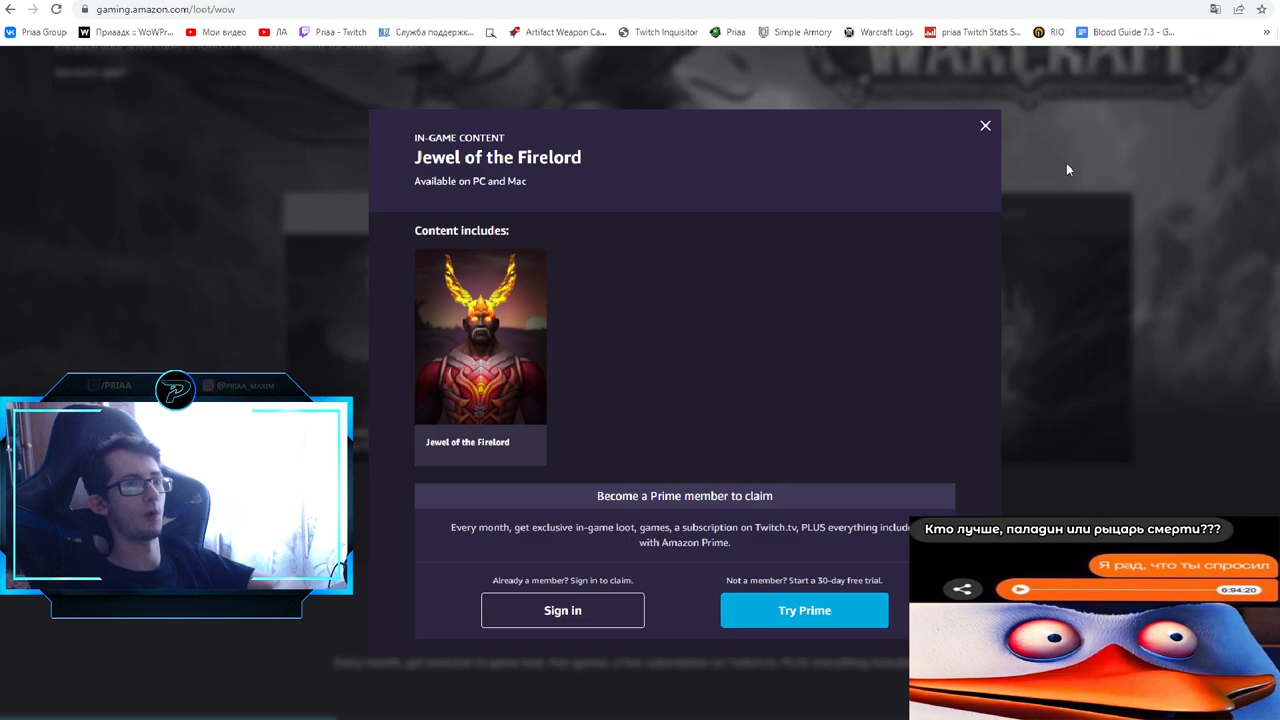 gaming.amazon.com/loot/wow
Priaa Group
Приаадк :: WoWPr...
Мои видео
ЛА
Priaa - Twitch
Служба поддержк...
Artifact Weapon Ca...
Twitch Inquisitor
Priaa
Simple Armory
Warcraft Logs
priaa Twitch Stats S...
RIO
Blood Guide 7.3 – G...
WARCRAFT
IN-GAME CONTENT
Jewel of the Firelord
Available on PC and Mac
Content includes:
Jewel of the Firelord
Become a Prime member to claim
Every month, get exclusive in-game loot, games, a subscription on Twitch.tv, PLUS everything includ
with Amazon Prime.
Already a member? Sign in to claim.
Sign in
Not a member? Start a 30-day free trial.
Try Prime
/PRIAA
@PRIAA_MAXIM
Кто лучше, паладин или рыцарь смерти???
Я рад, что ты спросил
6:94:20